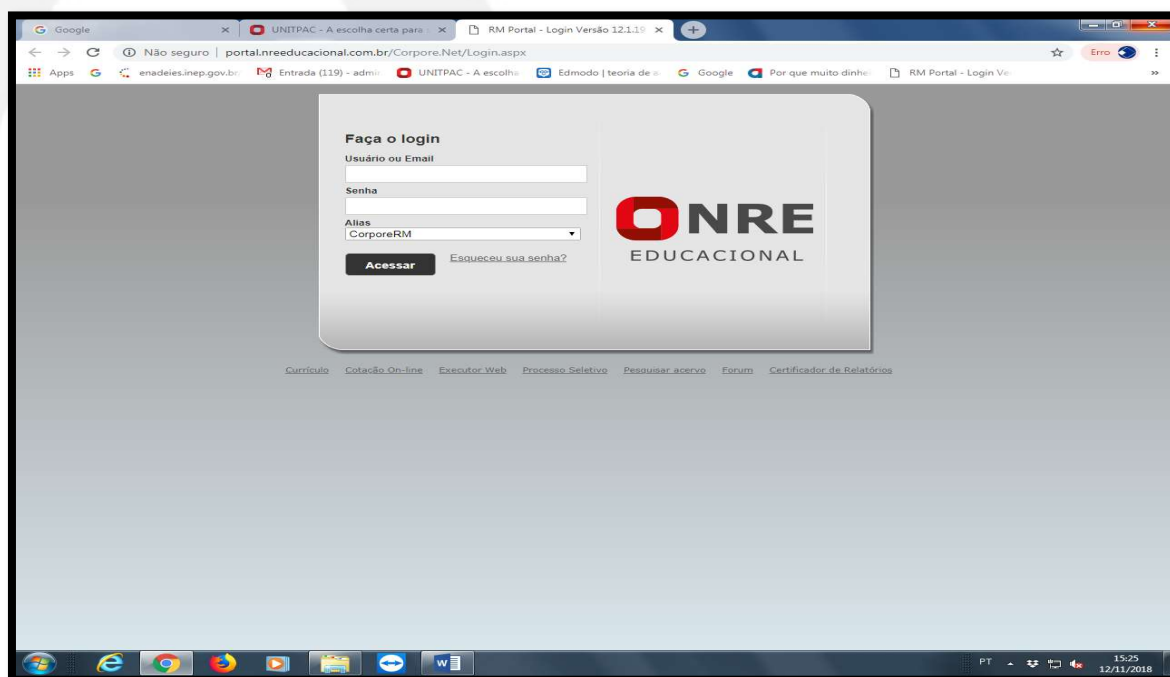 Google
UNITPAC - A escolha certa para
RM Portal - Login Versão 12.1.19
Não seguro | portal.nreeducacional.com.br/Corpore.Net/Login.aspx
Erro
Apps
enadeies.inep.gov.br
Entrada (119) - admi
UNITPAC - A escolh
Edmodo | teoria de a
Google
Por que muito dinhe
RM Portal - Login Ve
Faça o login
Usuário ou Email
Senha
Alias
CorporeRM
Acessar
Esqueceu sua senha?
NRE
EDUCACIONAL
Currículo
Cotação On-line
Executor Web
Processo Seletivo
Pesquisar acervo
Forum
Certificador de Relatórios
PT
15:25
12/11/2018